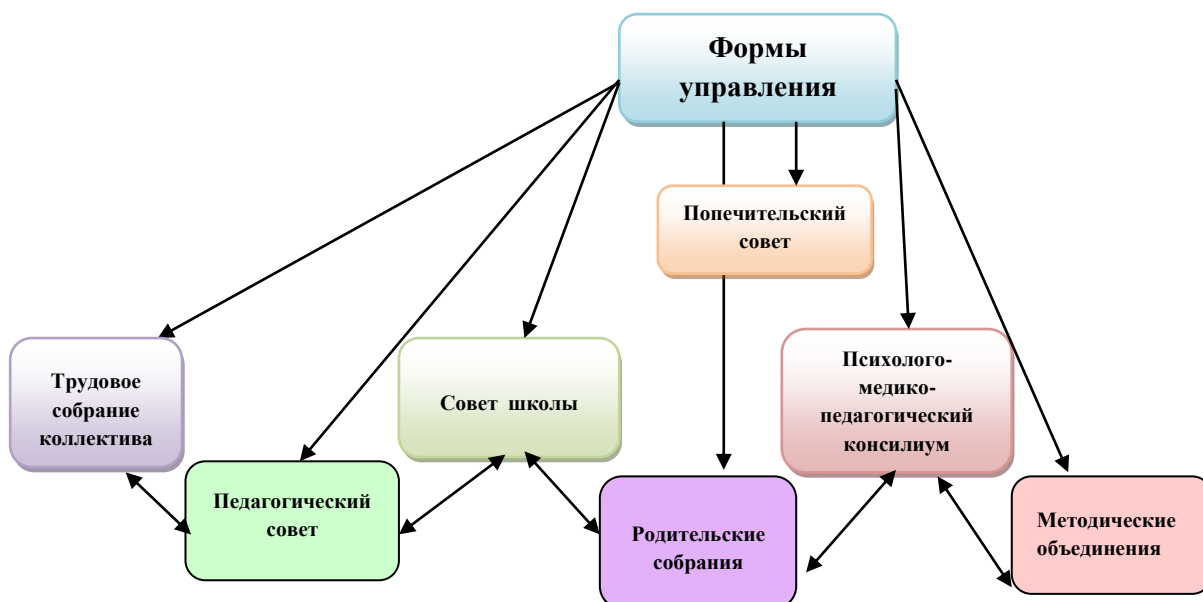 Формы
управления
Попечительский
совет
Трудовое
собрание
коллектива
Совет школы
Психолого-
медико-
педагогический
консилиум
Педагогический
совет
Родительские
собрания
Методические
объединения